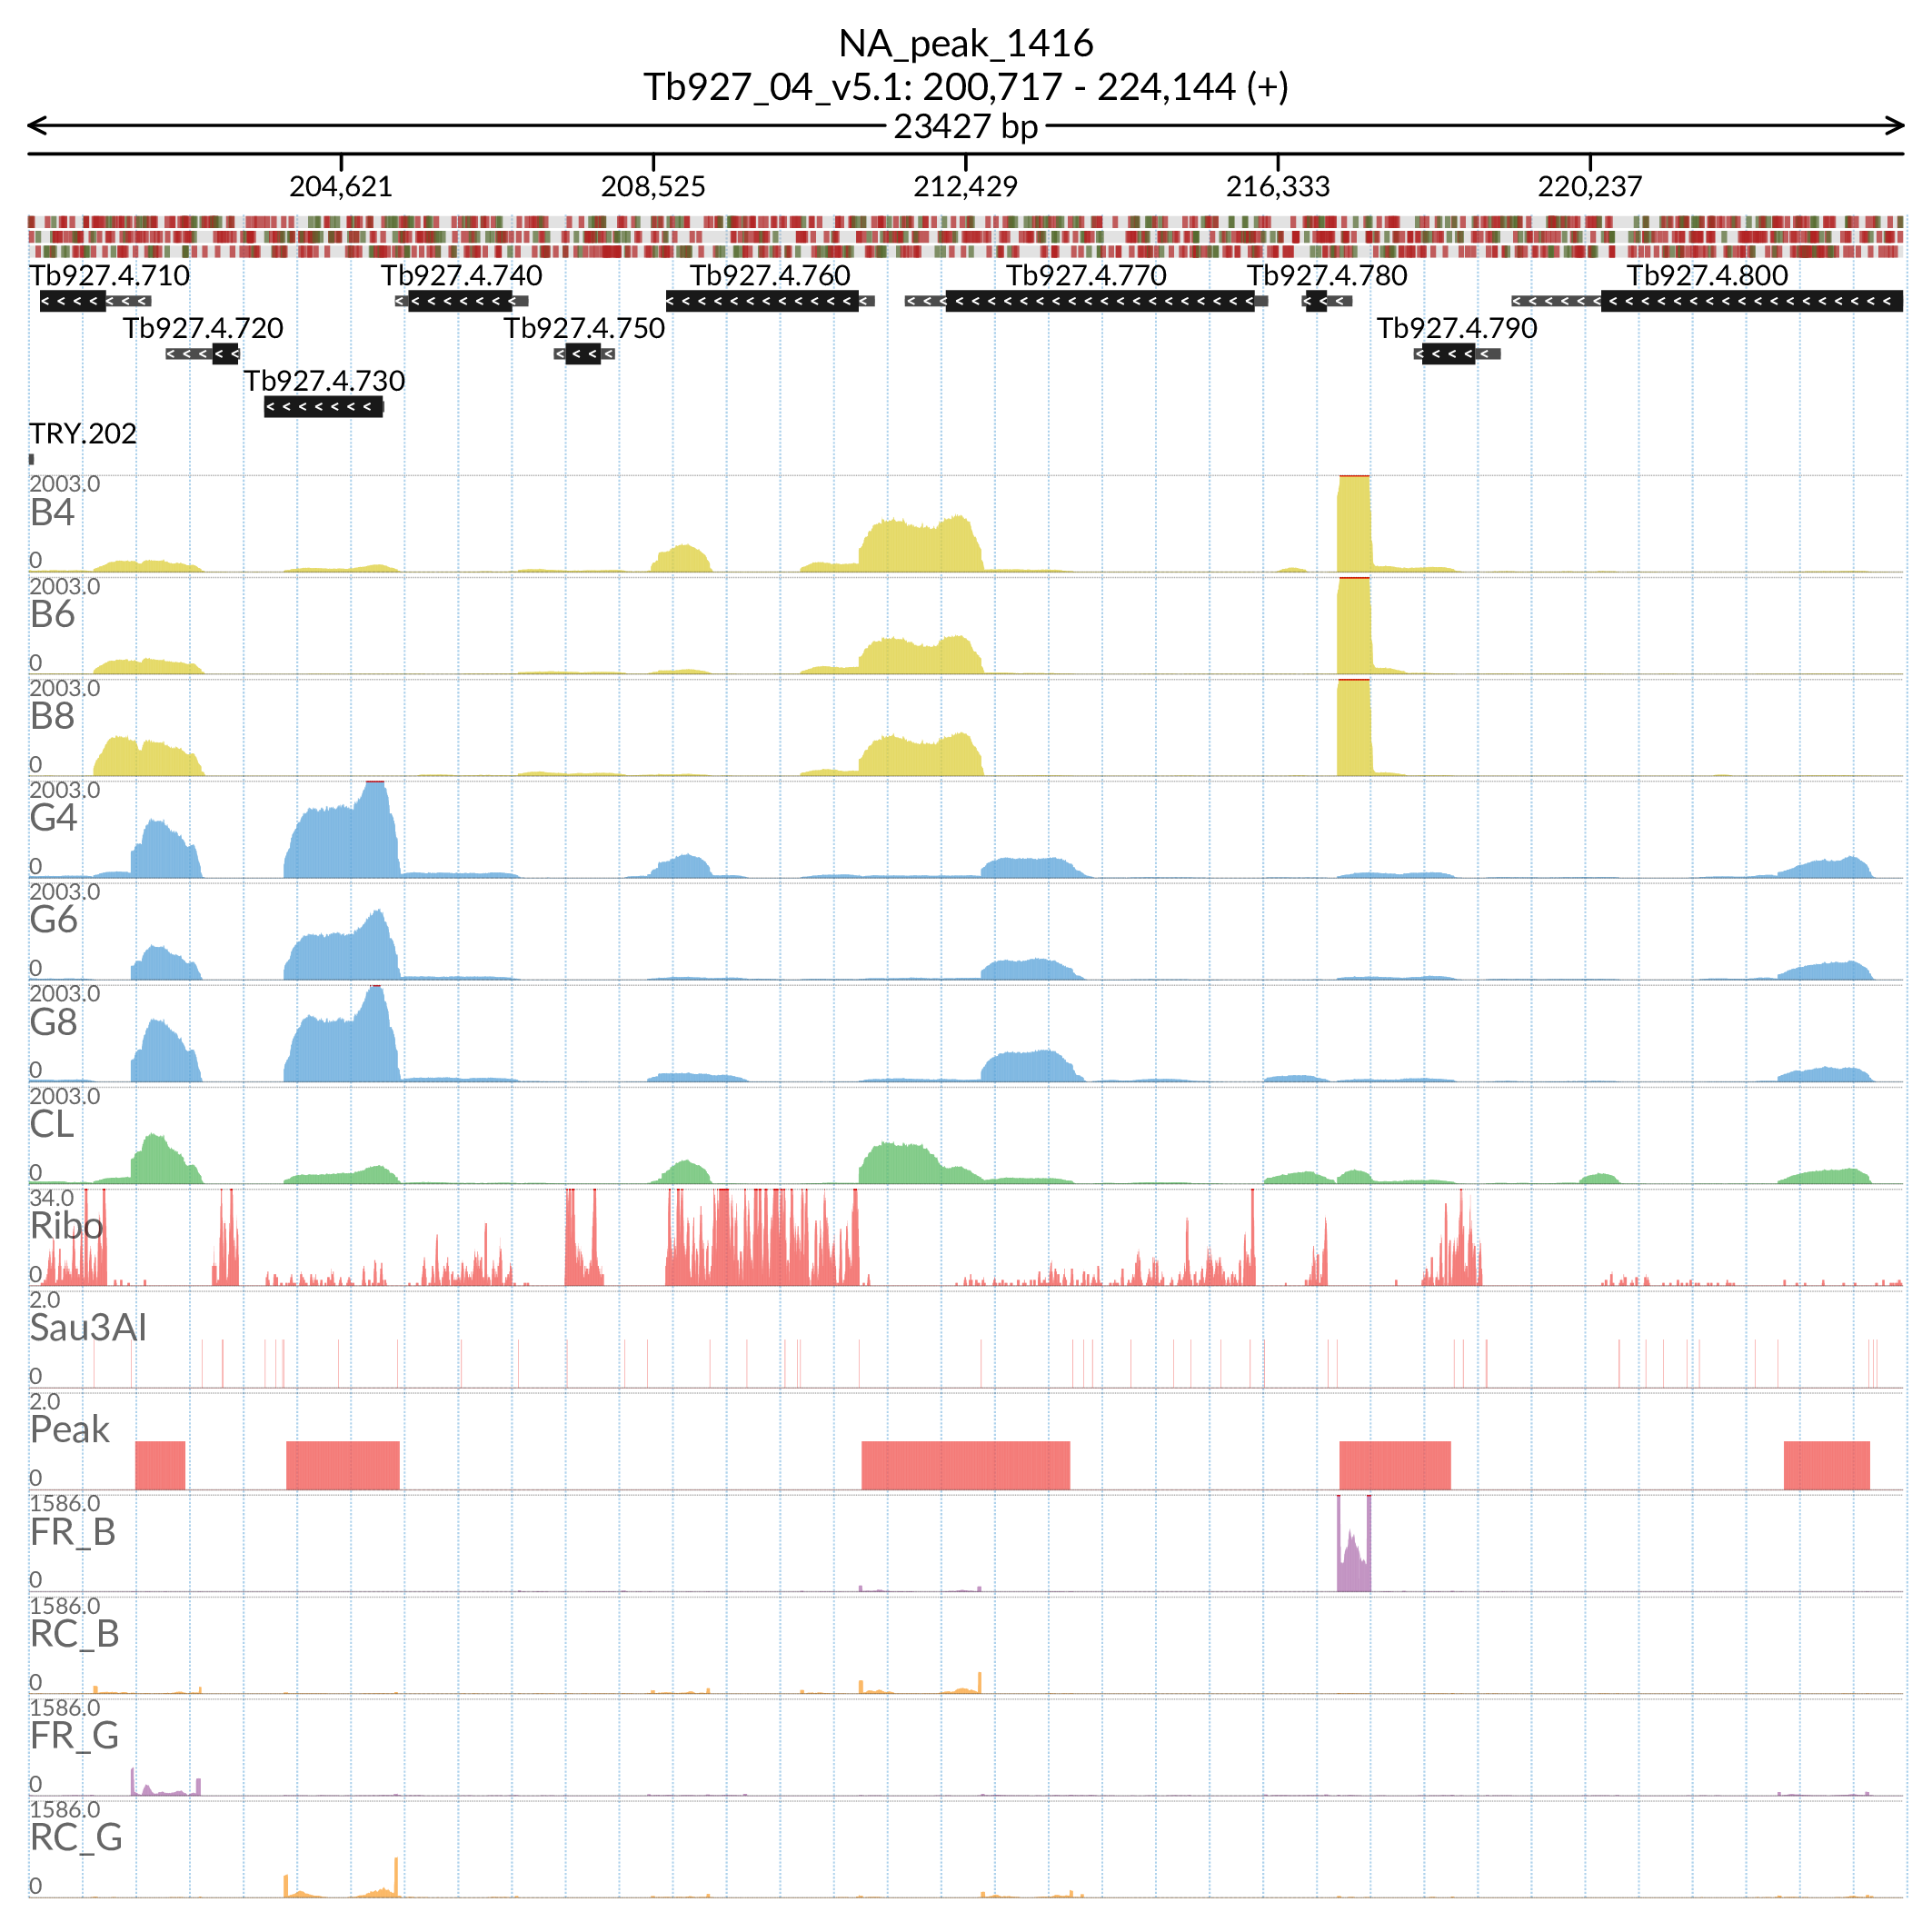 NA_peak_1416
Tb927_04_v5.1: 200,717 - 224,144 (+)
23427 bp
204,621 208,525 212,429 216,333 220,237
Tb927.4.710 Tb927.4.740 Tb927.4.760 Tb927.4.770 Tb927.4.780 Tb927.4.800
Tb927.4.720 Tb927.4.750 Tb927.4.790
Tb927.4.730
TRY.202
2003.0
B4
0
2003.0
B6
0
2003.0
B8
0
2003.0
G4
0
2003.0
G6
0
2003.0
G8
0
2003.0
CL
0
34.0
Ribo
0
2.0
Sau3AI
0
2.0
Peak
0
1586.0
FR_B
0
1586.0
RC_B
0
1586.0
FR_G
0
1586.0
RC_G
0